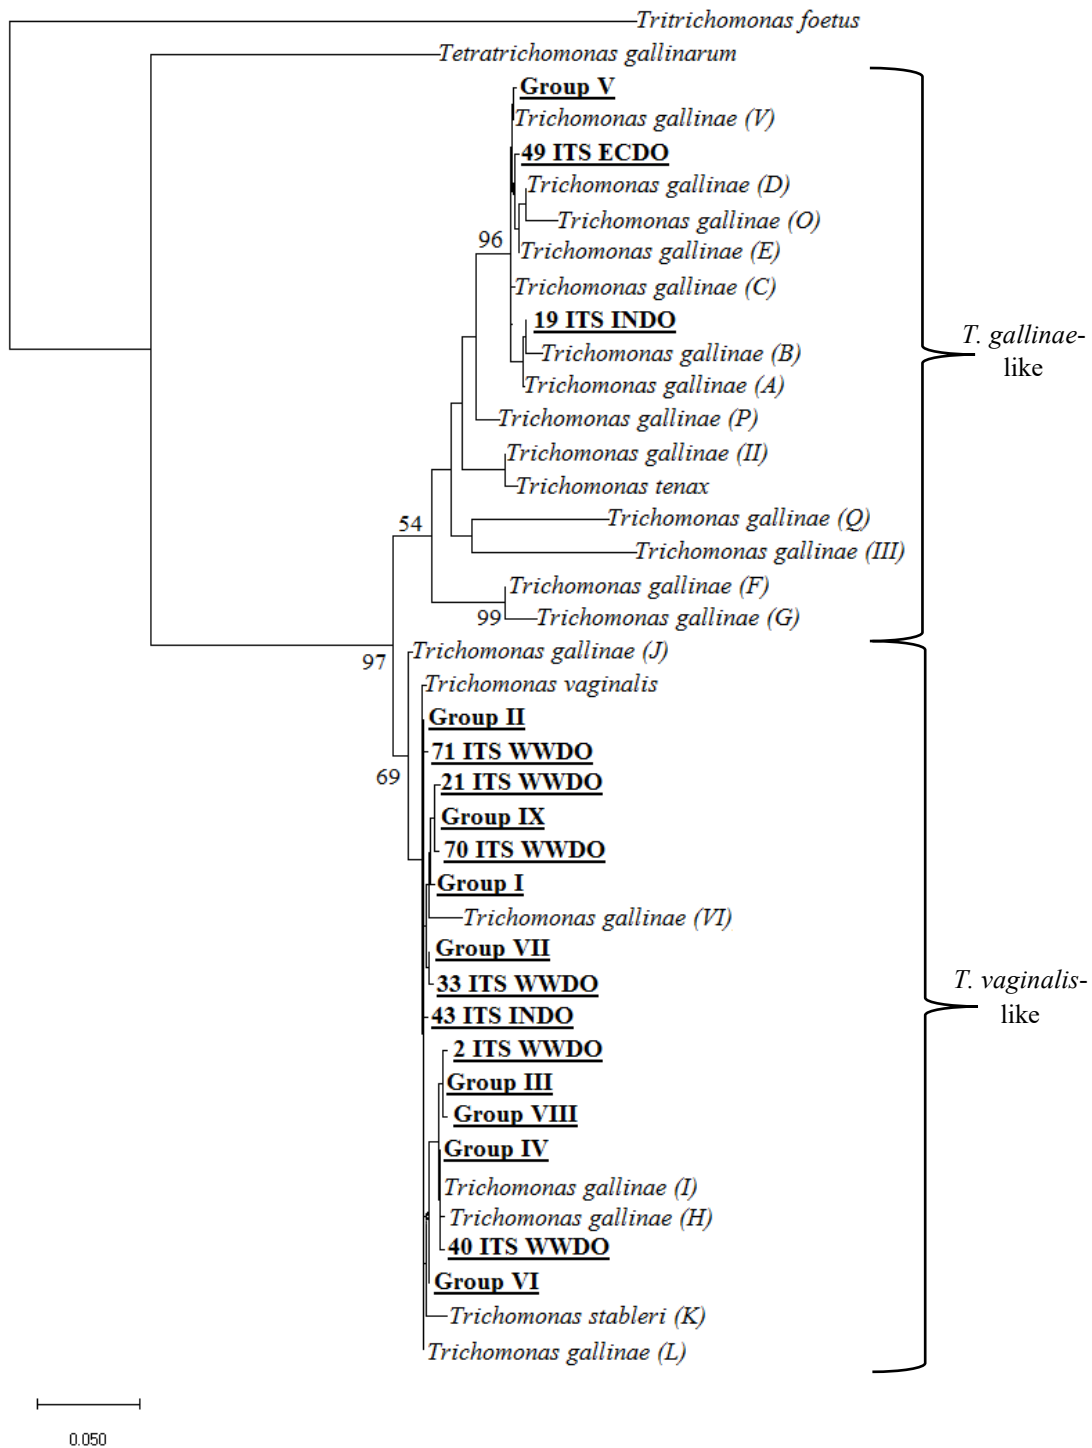 Tritrichomonas foetus
Tetratrichomonas gallinarum
Group V
Trichomonas gallinae (V)
49 ITS ECDO
Trichomonas gallinae (D)
Trichomonas gallinae (O)
96
Trichomonas gallinae (E)
Trichomonas gallinae (C)
19 ITS INDO
Trichomonas gallinae (B)
Trichomonas gallinae (A)
T. gallinae-
like
Trichomonas gallinae (P)
Trichomonas gallinae (II)
Trichomonas tenax
Trichomonas gallinae (Q)
54
Trichomonas gallinae (III)
Trichomonas gallinae (F)
99
Trichomonas gallinae (G)
Trichomonas gallinae (J)
97
Trichomonas vaginalis
Group II
71 ITS WWDO
69
21 ITS WWDO
Group IX
70 ITS WWDO
Group I
Trichomonas gallinae (VI)
Group VII
33 ITS WWDO
43 ITS INDO
T. vaginalis-
like
2 ITS WWDO
Group III
Group VIII
Group IV
Trichomonas gallinae (I)
Trichomonas gallinae (H)
40 ITS WWDO
Group VI
Trichomonas stableri (K)
Trichomonas gallinae (L)
0.050